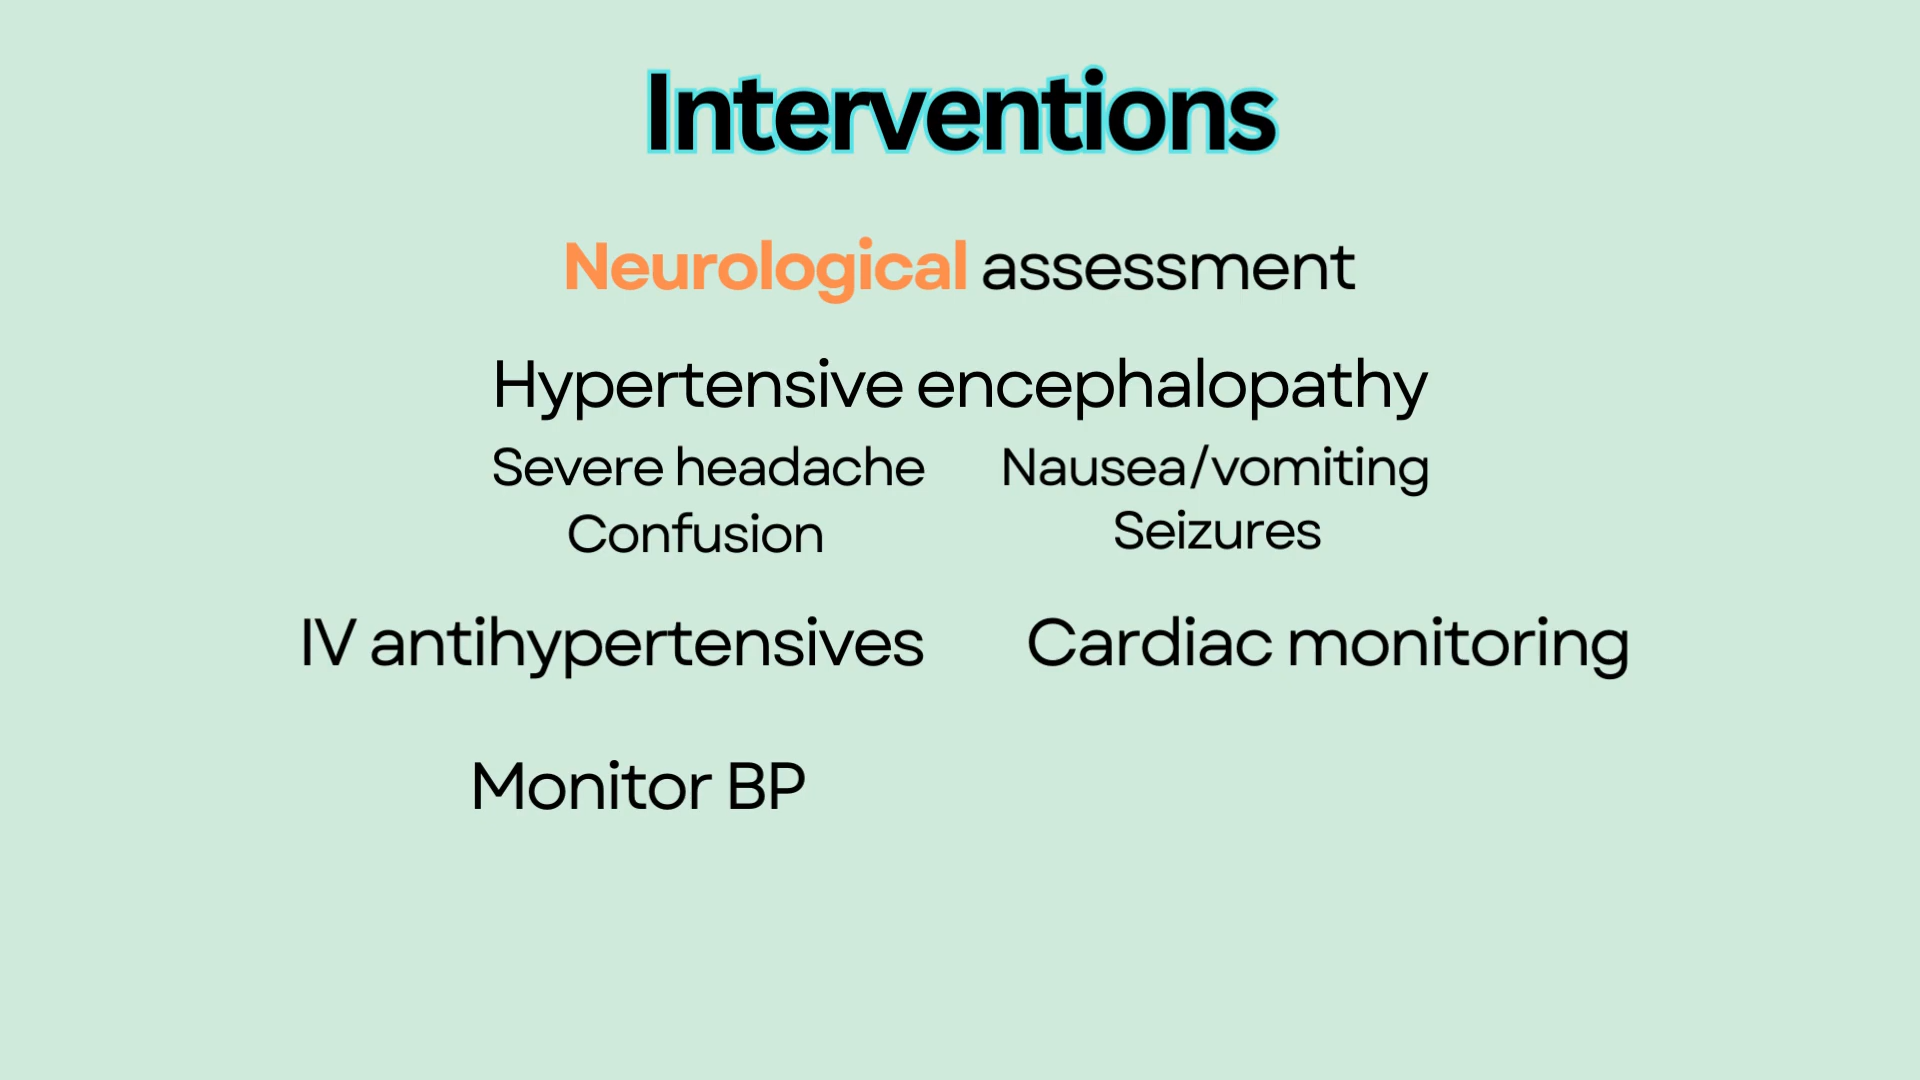 Interventions
Neurological assessment
Hypertensive encephalopathy
Severe headache Nausea/vomiting
Confusion Seizures
IV antihypertensives Cardiac monitoring
Monitor BP